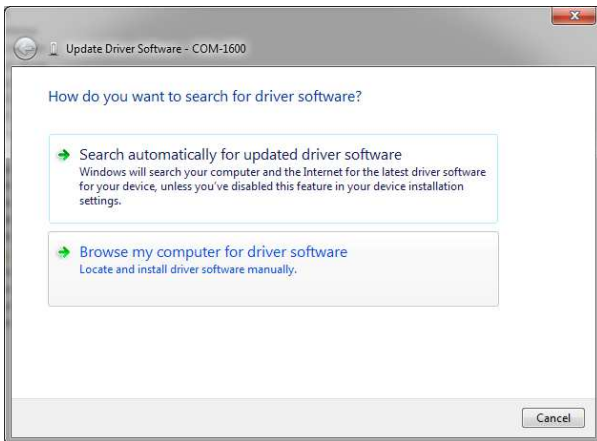 Update Driver Software - COM-1600
How do you want to search for driver software?
Search automatically for updated driver software
Windows will search your computer and the Internet for the latest driver software
for your device, unless you've disabled this feature in your device installation
settings.
Browse my computer for driver software
Locate and install driver software manually.
Cancel